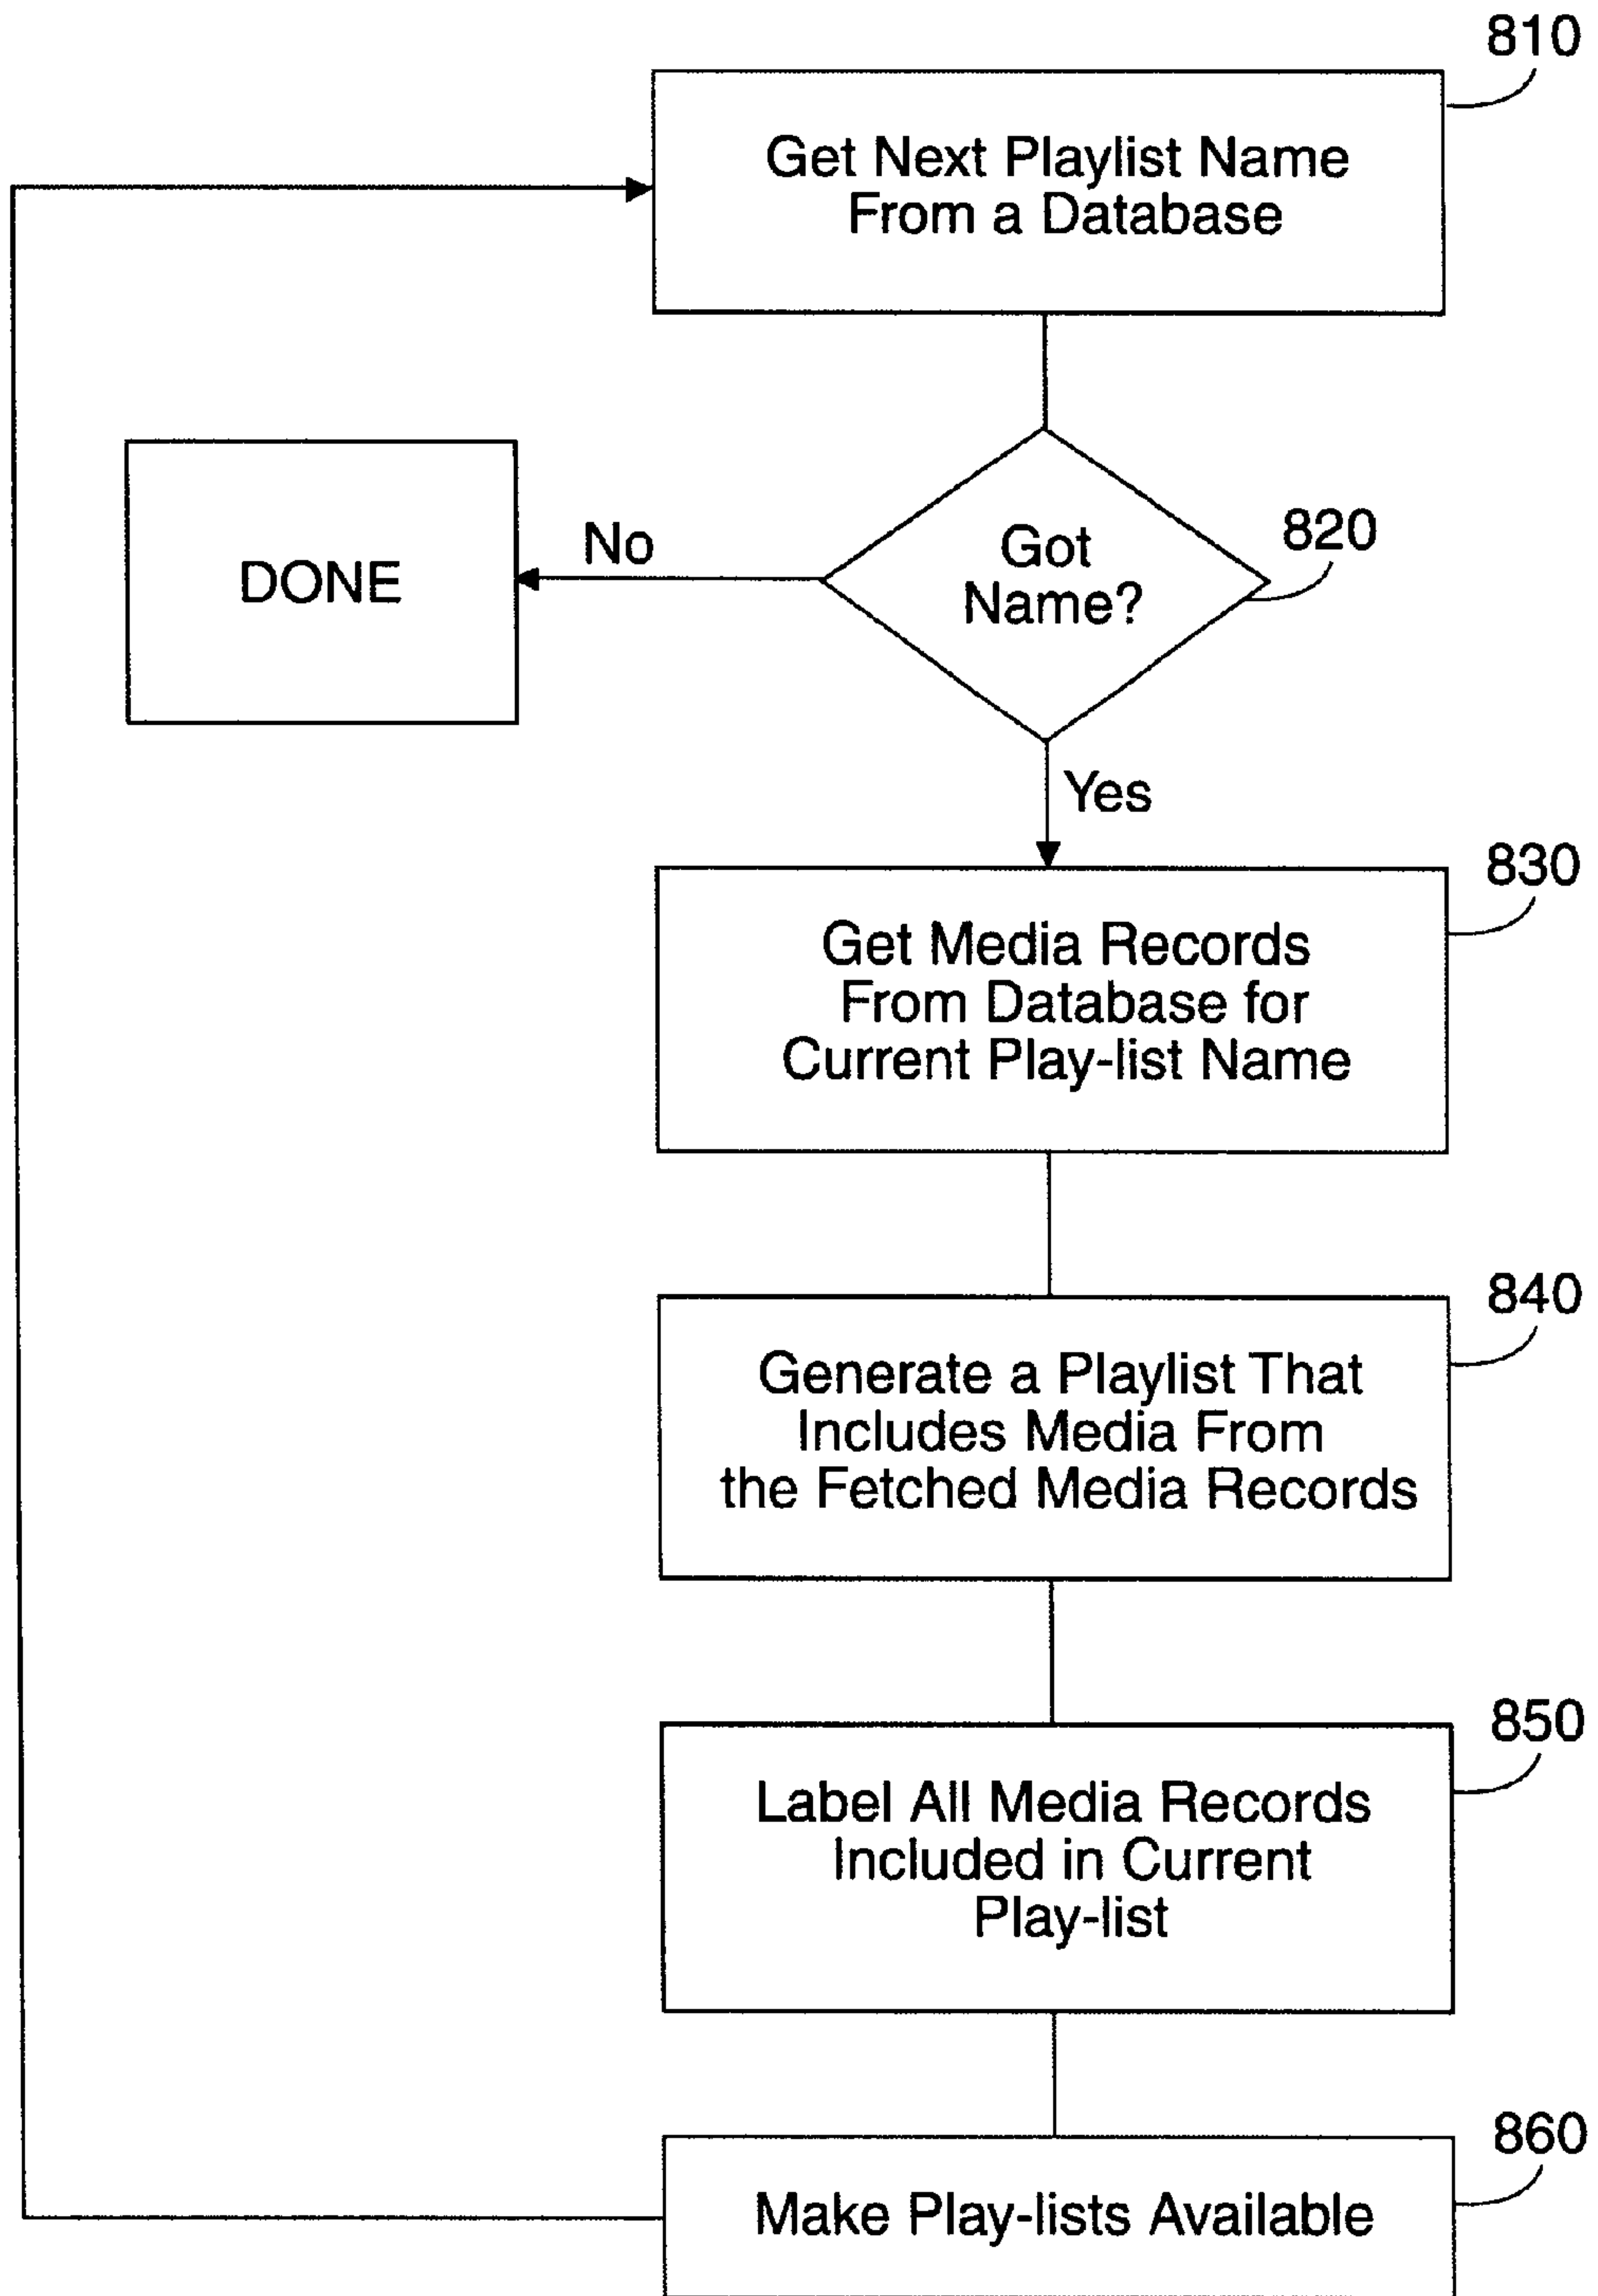 810
Get Next Playlist Name
From a Database
DONE
No
Got
Name?
820
Yes
830
Get Media Records
From Database for
Current Play-list Name
840
Generate a Playlist That
Includes Media From
the Fetched Media Records
850
Label All Media Records
Included in Current
Play-list
860
Make Play-lists Available